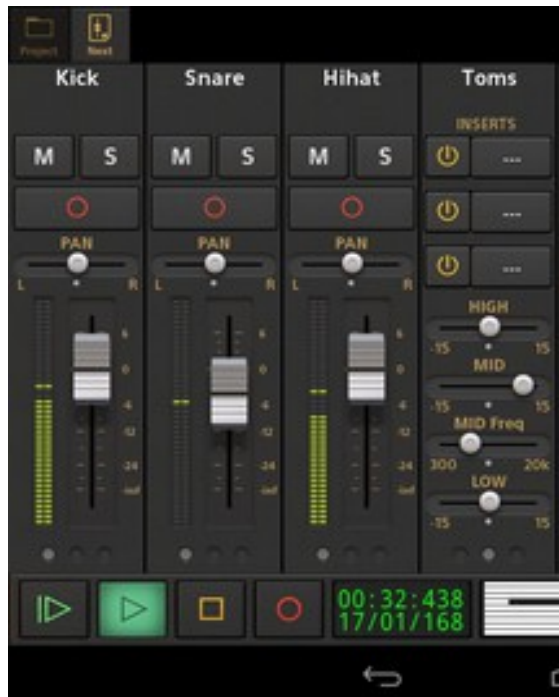 Project Next
Kick Snare Hihat Toms
INSERTS
M S M S M S ---
---
PAN PAN PAN
---
L R L R L R
HIGH
6 6 6
-15 15
0 0 0
MID
-6 -6 -6
-15 15
-12 -12 -12
MID Freq
-24 -24 -24
300 20k
-inf -inf -inf
LOW
-15 15
00:32:438
17/01/168